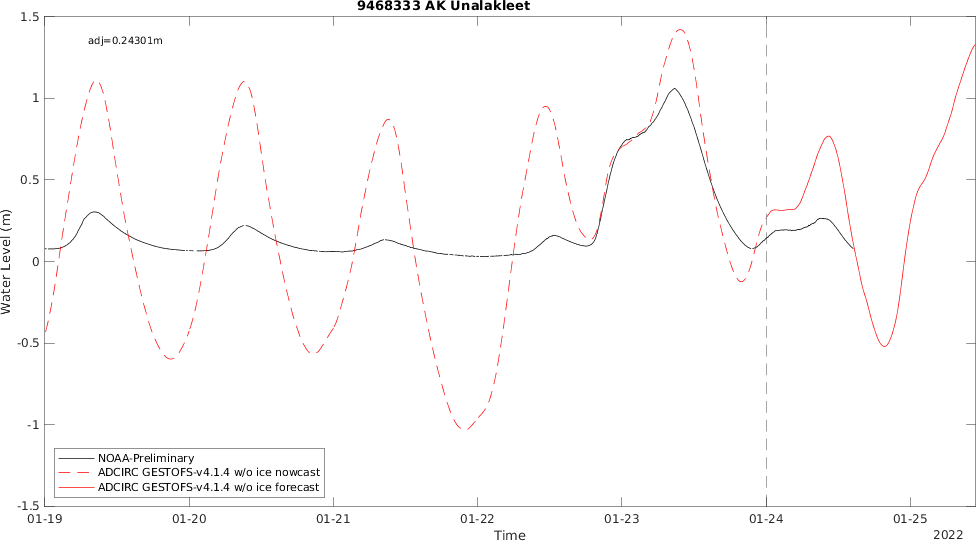 9468333 AK Unalakleet
adj=0.24301m
1.5
1
0.5
0
-0.5
-1
-1.5
Water Level (m)
NOAA-Preliminary
ADCIRC GESTOFS-v4.1.4 w/o ice nowcast
ADCIRC GESTOFS-v4.1.4 w/o ice forecast
01-19 01-20 01-21 01-22 01-23 01-24 01-25
Time
2022